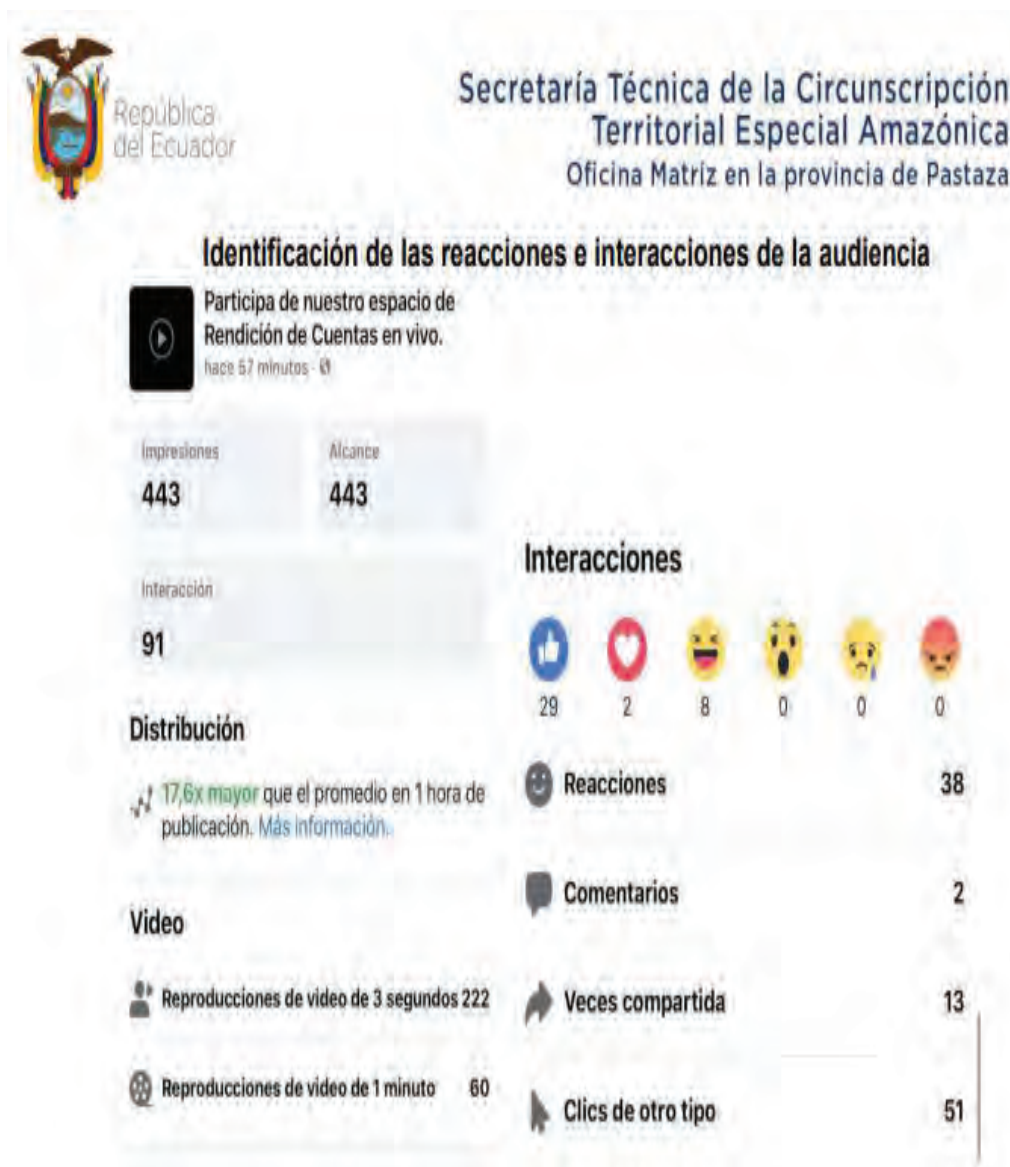 República
del Ecuador
Secretaría Técnica de la Circunscripción
Territorial Especial Amazónica
Oficina Matriz en la provincia de Pastaza
Identificación de las reacciones e interacciones de la audiencia
Participa de nuestro espacio de
Rendición de Cuentas en vivo.
hace 57 minutos ·
Impresiones
443
Alcance
443
Interacción
91
Distribución
17,6x mayor que el promedio en 1 hora de
publicación. Más información.
Video
Reproducciones de video de 3 segundos 222
Reproducciones de video de 1 minuto 60
Interacciones
29 2 8 0 0 0
Reacciones 38
Comentarios 2
Veces compartida 13
Clics de otro tipo 51